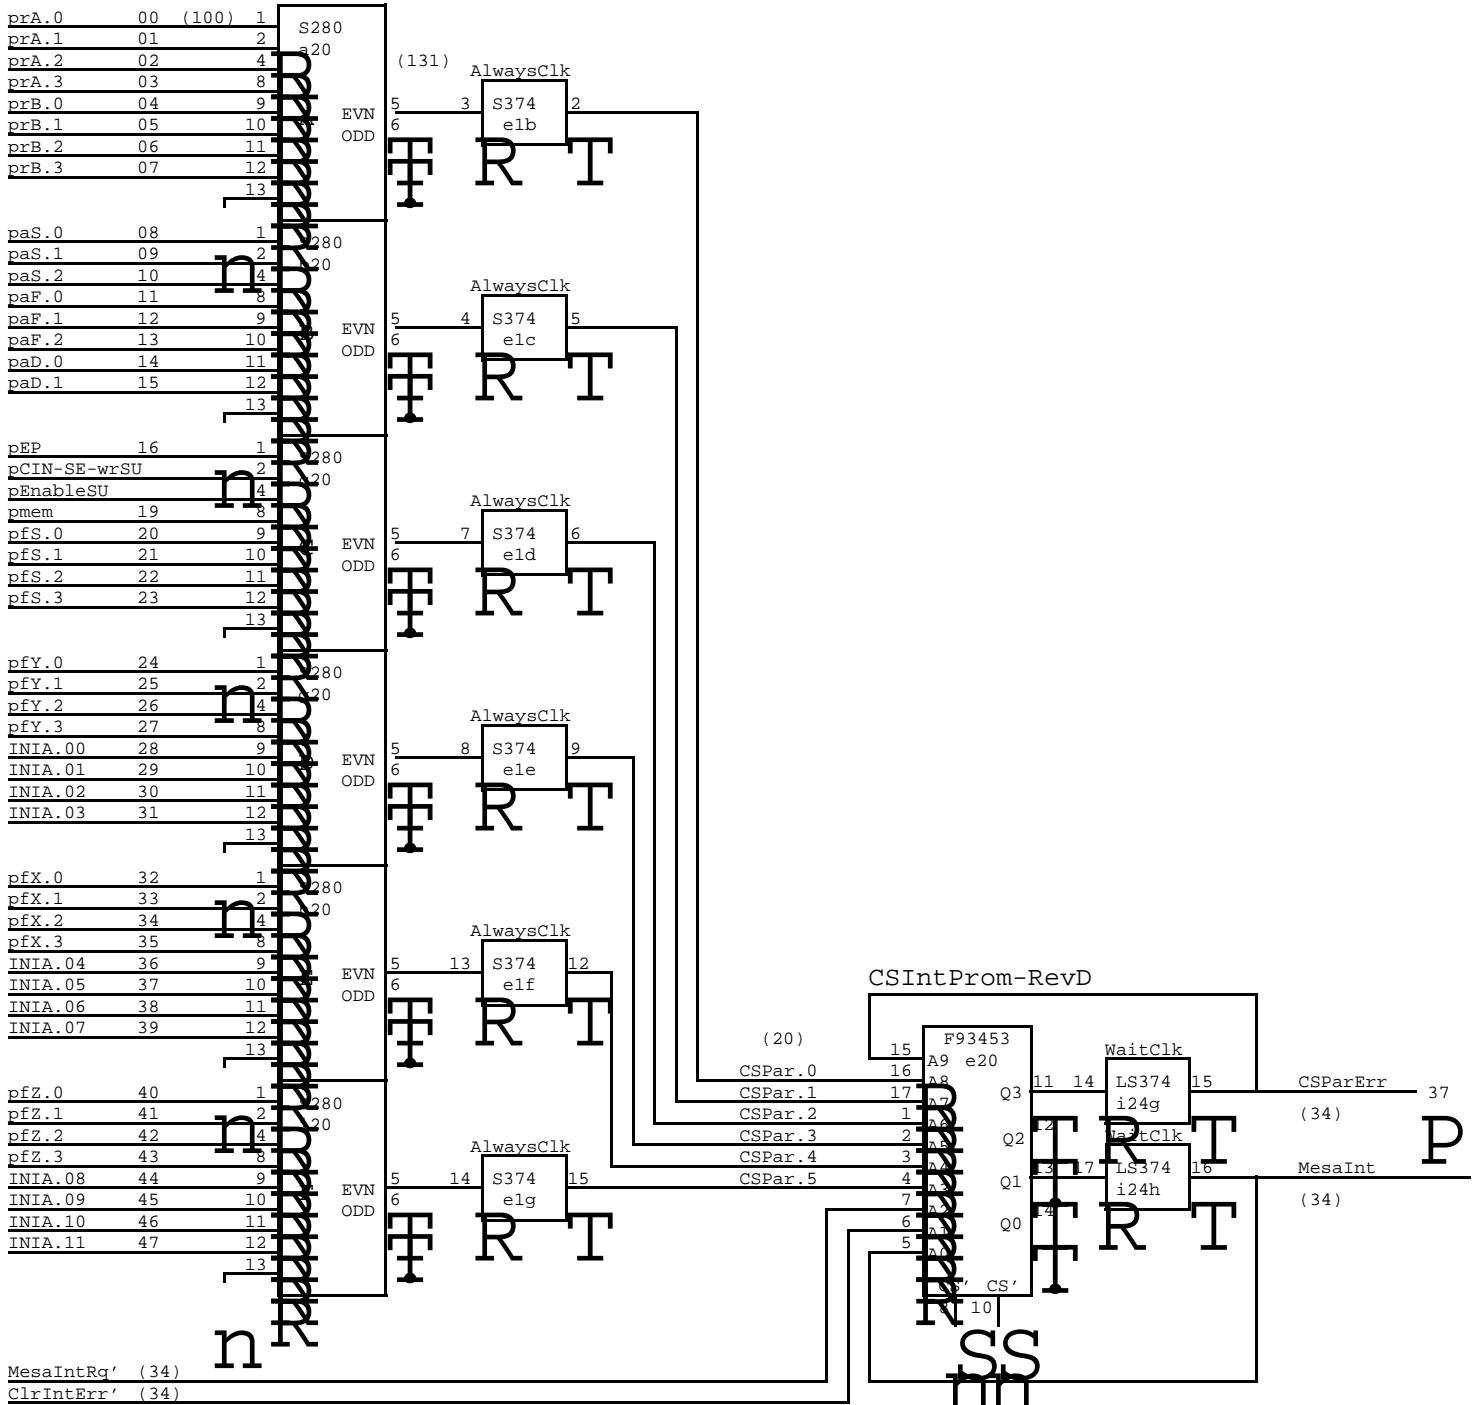 prA.0 00 (100) 1
prA.1 01 2
prA.2 02 4
prA.3 03 8
prB.0 04 9
prB.1 05 10
prB.2 06 11
prB.3 07 12
13
S280
a20
EVN 5
ODD 6
(131)
AlwaysClk
3 S374 2
e1b
paS.0 08 1
paS.1 09 2
paS.2 10 4
paF.0 11 8
paF.1 12 9
paF.2 13 10
paD.0 14 11
paD.1 15 12
13
n
EVN 5
ODD 6
AlwaysClk
4 S374 5
e1c
pEP 16 1
pCIN-SE-wrSU 2
pEnableSU 4
pmem 19 8
pfS.0 20 9
pfS.1 21 10
pfS.2 22 11
pfS.3 23 12
13
n
EVN 5
ODD 6
AlwaysClk
7 S374 6
e1d
pfY.0 24 1
pfY.1 25 2
pfY.2 26 4
pfY.3 27 8
INIA.00 28 9
INIA.01 29 10
INIA.02 30 11
INIA.03 31 12
13
n
EVN 5
ODD 6
AlwaysClk
8 S374 9
e1e
pfX.0 32 1
pfX.1 33 2
pfX.2 34 4
pfX.3 35 8
INIA.04 36 9
INIA.05 37 10
INIA.06 38 11
INIA.07 39 12
13
n
EVN 5
ODD 6
AlwaysClk
13 S374 12
e1f
pfZ.0 40 1
pfZ.1 41 2
pfZ.2 42 4
pfZ.3 43 8
INIA.08 44 9
INIA.09 45 10
INIA.10 46 11
INIA.11 47 12
13
n
EVN 5
ODD 6
AlwaysClk
14 S374 15
e1g
n
MesaIntRq' (34)
ClrIntErr' (34)
CSIntProm-RevD
(20)
CSPar.0 16
CSPar.1 17
CSPar.2 1
CSPar.3 2
CSPar.4 3
CSPar.5 4
7
6
5
15 A9
F93453
e20
Q3 11
Q2 12
Q1 13
Q0 14
CS' 10
WaitClk
14 LS374 15
i24g
CSParErr 37
(34)
WaitClk
17 LS374 16
i24h
MesaInt
(34)
P